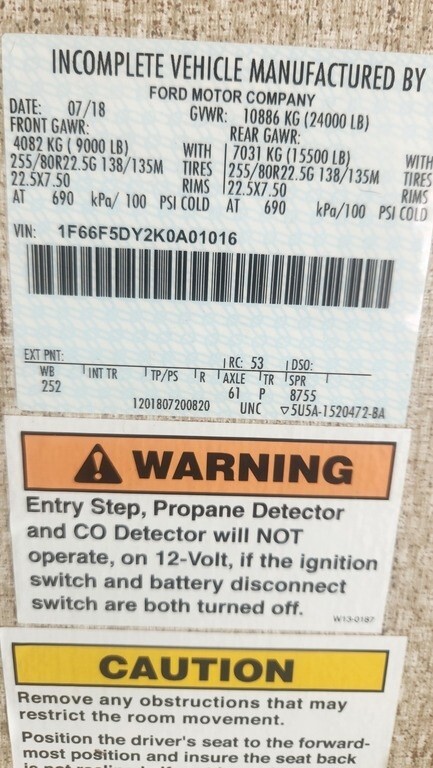 INCOMPLETE VEHICLE MANUFACTURED BY
FORD MOTOR COMPANY
DATE: 07/18 GVWR: 10886 KG (24000 LB)
FRONT GAWR: REAR GAWR:
4082 KG ( 9000 LB) WITH 7031 KG (15500 LB) WITH
255/80R22.5G 138/135M TIRES 255/80R22.5G 138/135M TIRES
22.5X7.50 RIMS 22.5X7.50 RIMS
AT 690 kPa/ 100 PSI COLD AT 690 kPa/100 PSI COLD
VIN: 1F66F5DY2K0A01016
EXT PNT: RC: 53 DSO:
WB INT TR TP/PS R AXLE TR SPR
252 61 P 8755
1201807200820 UNC ▽5U5A-1520472-BA
WARNING
Entry Step, Propane Detector
and CO Detector will NOT
operate, on 12-Volt, if the ignition
switch and battery disconnect
switch are both turned off.
W13-0187
CAUTION
Remove any obstructions that may
restrict the room movement.
Position the driver's seat to the forward-
most position and insure the seat back
is not